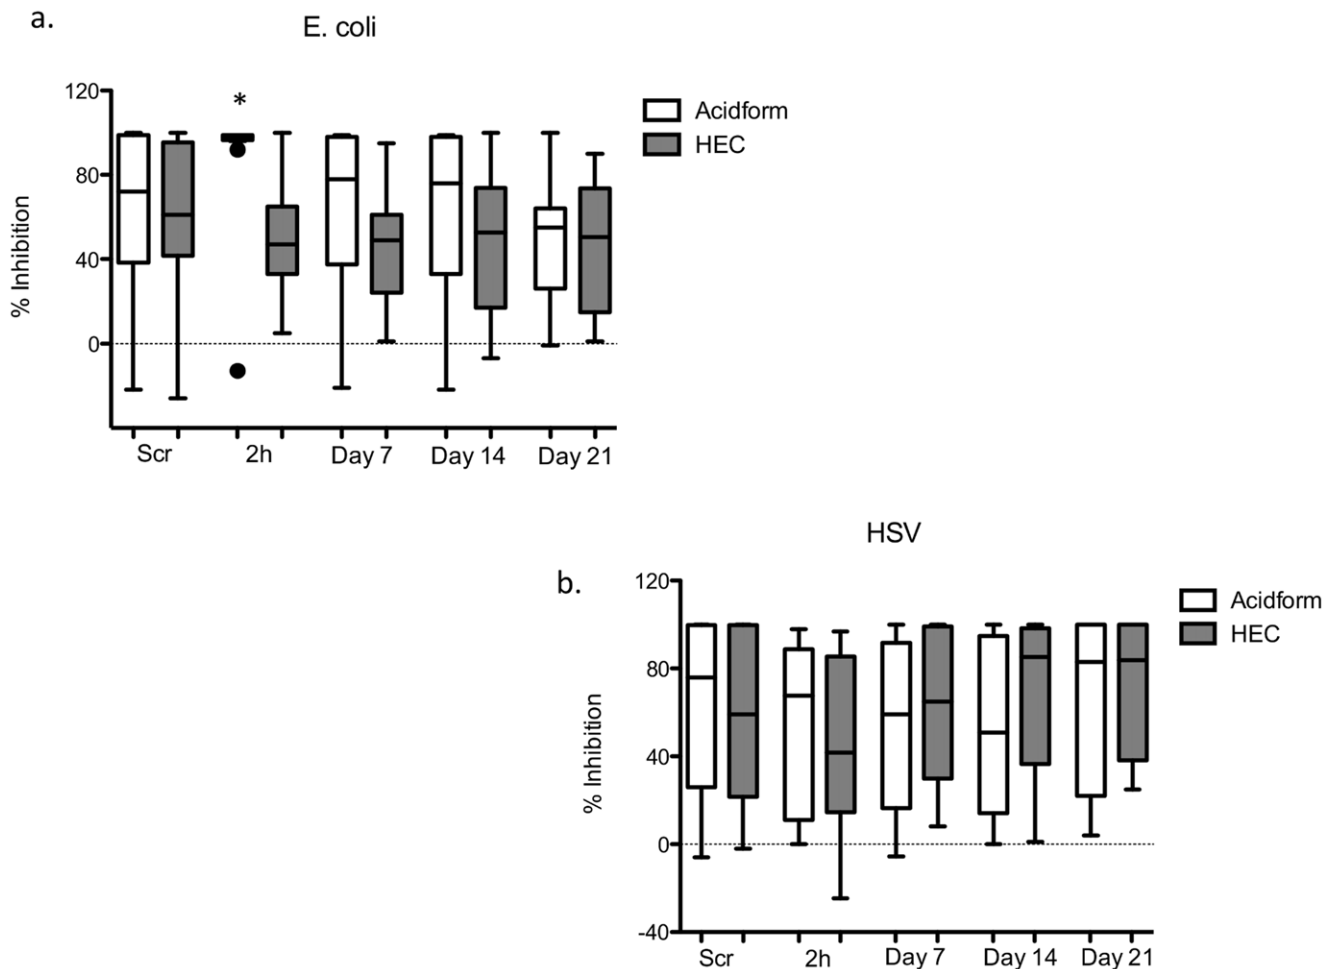 a.
E. coli
% Inhibition
120
80
40
0
*
Acidform
HEC
Scr 2h Day 7 Day 14 Day 21
b.
HSV
% Inhibition
120
80
40
0
-40
Acidform
HEC
Scr 2h Day 7 Day 14 Day 21